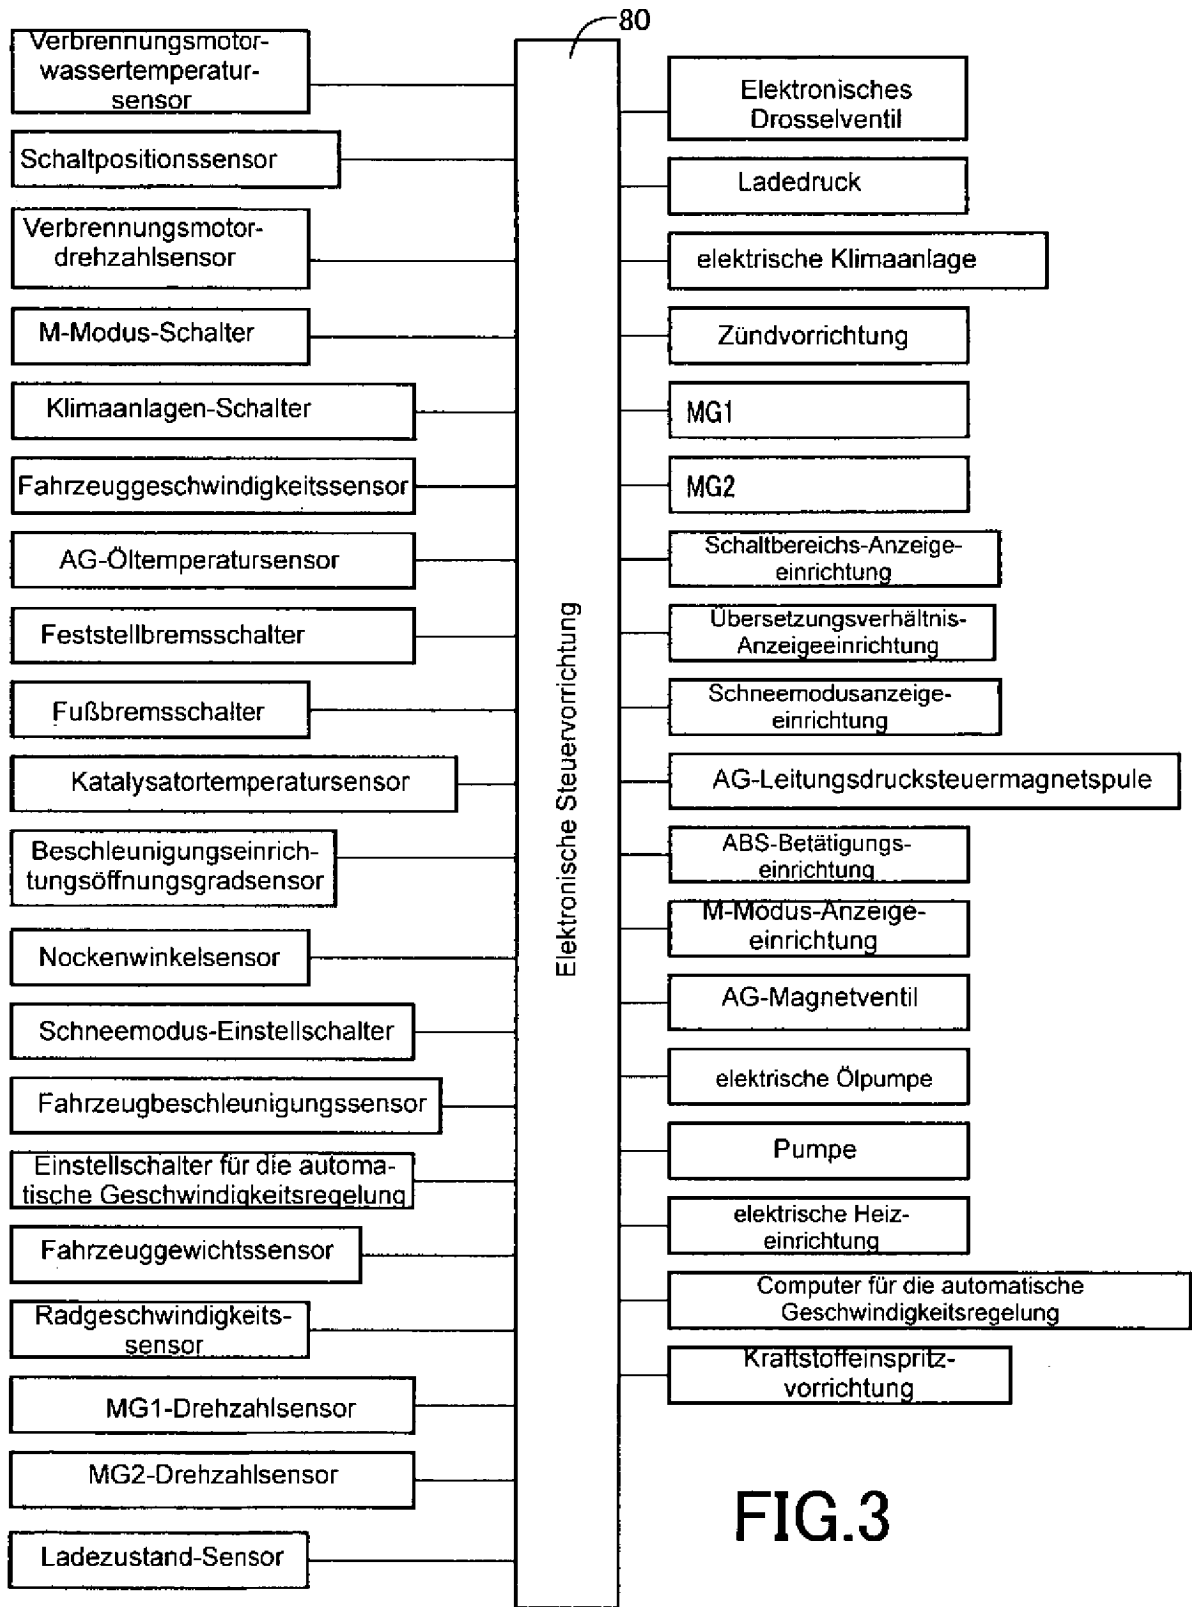 80
Verbrennungsmotor-
wassertemperatur-
sensor
Schaltpositionssensor
Verbrennungsmotor-
drehzahlsensor
M-Modus-Schalter
Klimaanlagen-Schalter
Fahrzeuggeschwindigkeitssensor
AG-Öltemperatursensor
Feststellbremsschalter
Fußbremsschalter
Katalysatortemperatursensor
Beschleunigungseinrich-
tungsöffnungsgradsensor
Nockenwinkelsensor
Schneemodus-Einstellschalter
Fahrzeugbeschleunigungssensor
Einstellschalter für die automa-
tische Geschwindigkeitsregelung
Fahrzeuggewichtssensor
Radgeschwindigkeits-
sensor
MG1-Drehzahlsensor
MG2-Drehzahlsensor
Ladezustand-Sensor
Elektronische Steuervorrichtung
Elektronisches
Drosselventil
Ladedruck
elektrische Klimaanlage
Zündvorrichtung
MG1
MG2
Schaltbereichs-Anzeige-
einrichtung
Übersetzungsverhältnis-
Anzeigeeinrichtung
Schneemodusanzeige-
einrichtung
AG-Leitungsdrucksteuermagnetspule
ABS-Betätigungs-
einrichtung
M-Modus-Anzeige-
einrichtung
AG-Magnetventil
elektrische Ölpumpe
Pumpe
elektrische Heiz-
einrichtung
Computer für die automatische
Geschwindigkeitsregelung
Kraftstoffeinspritz-
vorrichtung
FIG.3